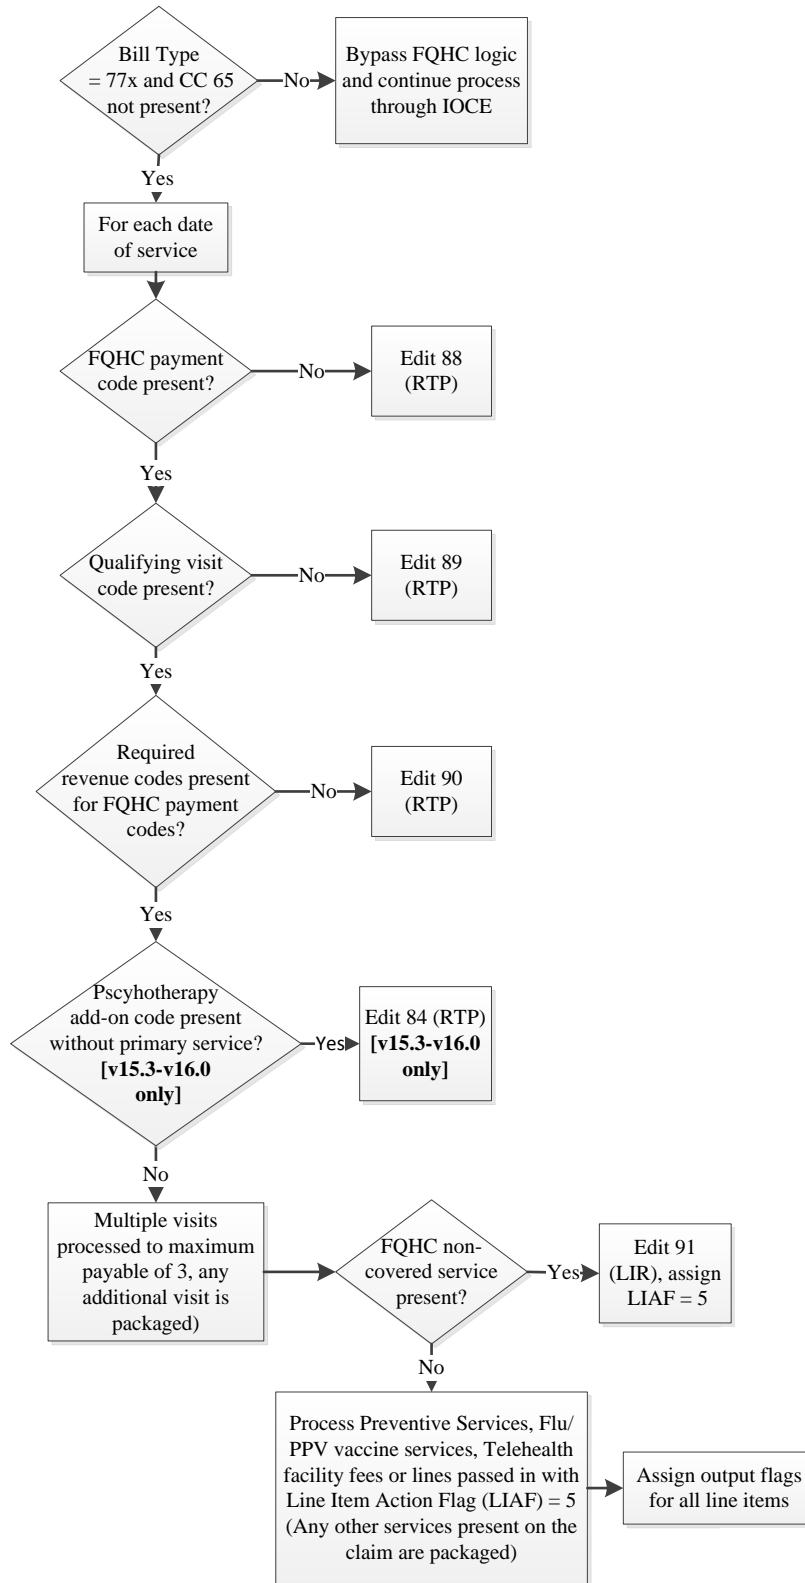 Bill Type
= 77x and CC 65
not present?
No
Bypass FQHC logic
and continue process
through IOCE
Yes
For each date
of service
FQHC payment
code present?
No
Edit 88
(RTP)
Yes
Qualifying visit
code present?
No
Edit 89
(RTP)
Yes
Required
revenue codes present
for FQHC payment
codes?
No
Edit 90
(RTP)
Yes
Pscyhotherapy
add-on code present
without primary service?
[v15.3-v16.0
only]
Yes
Edit 84 (RTP)
[v15.3-v16.0
only]
No
Multiple visits
processed to maximum
payable of 3, any
additional visit is
packaged)
FQHC non-
covered service
present?
Yes
Edit 91
(LIR), assign
LIAF = 5
No
Process Preventive Services, Flu/
PPV vaccine services, Telehealth
facility fees or lines passed in with
Line Item Action Flag (LIAF) = 5
(Any other services present on the
claim are packaged)
Assign output flags
for all line items